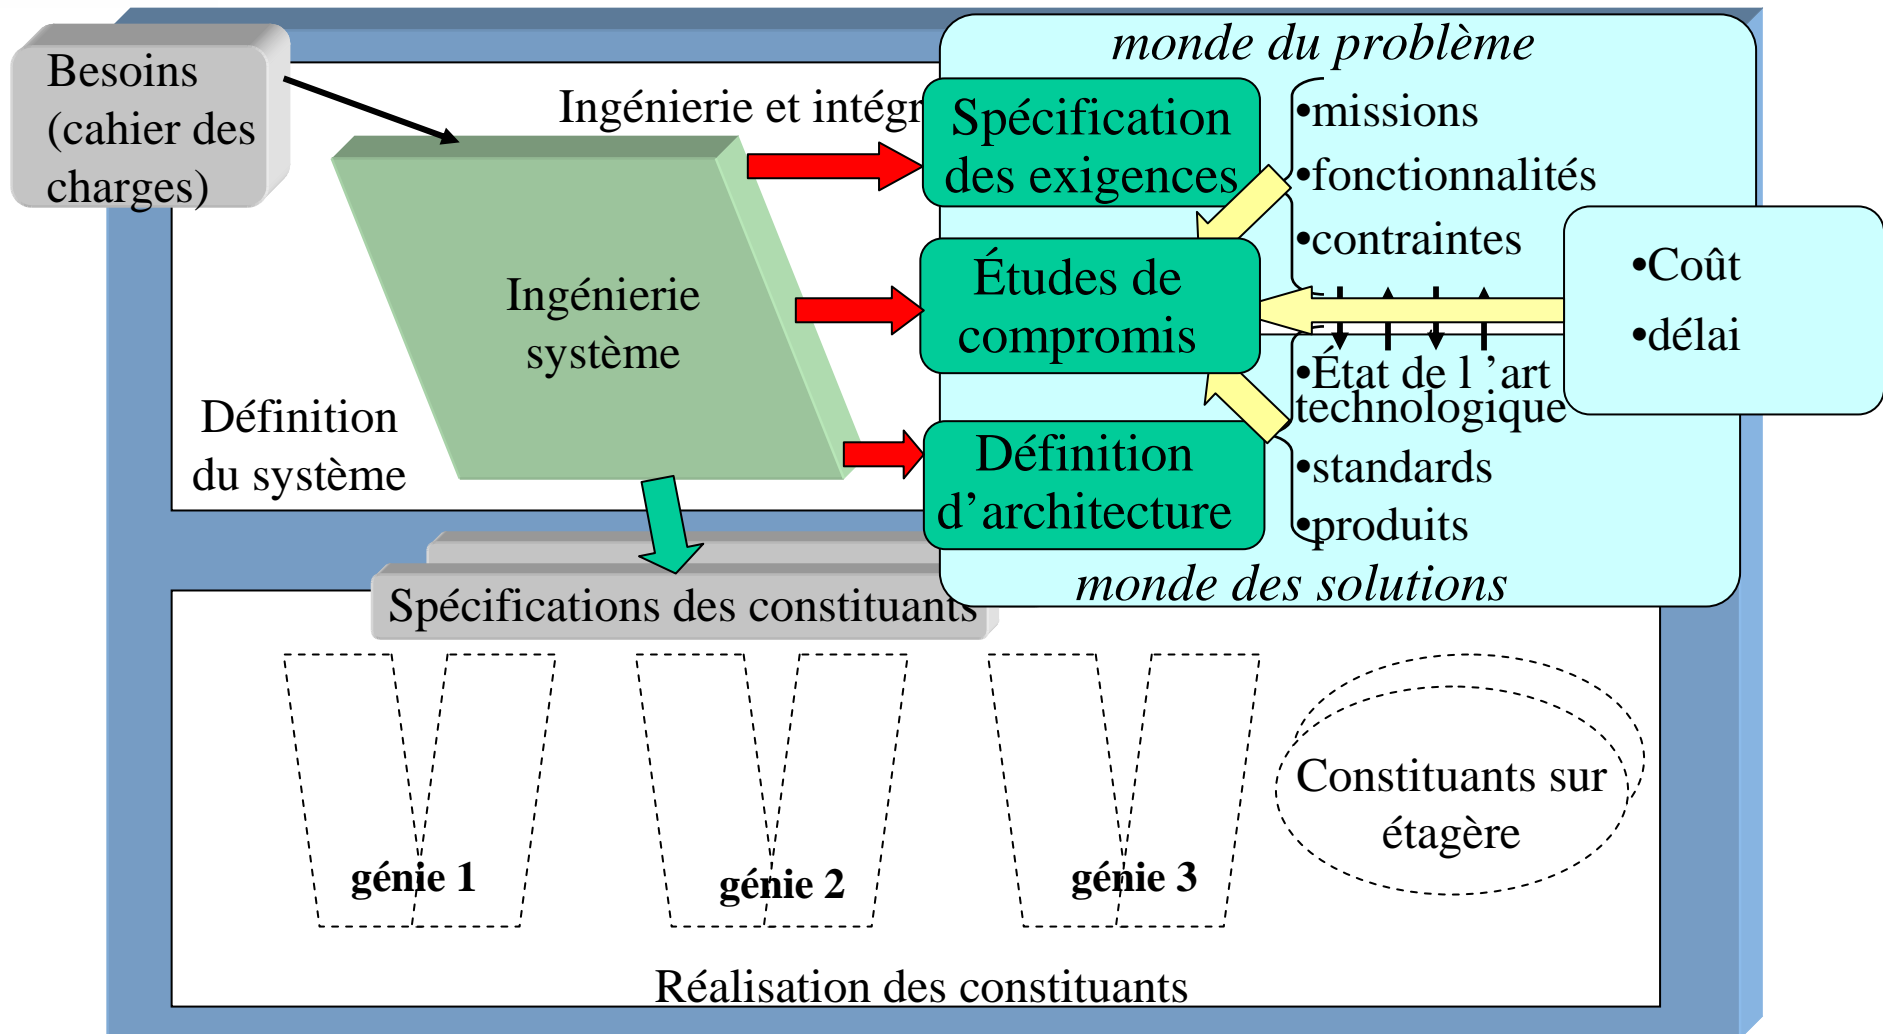 Besoins
(cahier des
charges)
Ingénierie et intégr
monde du problème
Spécification
des exigences
•missions
•fonctionnalités
•contraintes
Ingénierie
système
Études de
compromis
•Coût
•délai
•État de l ’art
technologique
•standards
•produits
Définition
du système
Définition
d’architecture
monde des solutions
Spécifications des constituants
génie 1
génie 2
génie 3
Constituants sur
étagère
Réalisation des constituants